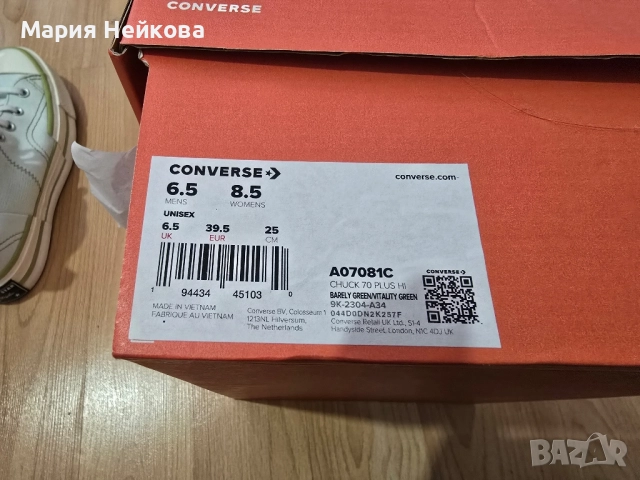 Мария Нейкова
CONVERSE
CONVERSE
converse.com
6.5 8.5
MENS WOMENS
UNISEX
6.5 39.5 25
UK EUR CM
1 94434 45103 0
MADE IN VIETNAM
FABRIQUÉ AU VIETNAM
Converse BV, Colosseum 1
1213NL Hilversum,
The Netherlands
A07081C
CHUCK 70 PLUS HI
BARELY GREEN/VITALITY GREEN
9K-2304-A34
044D0DN2K257F
Converse Retail UK Ltd., S1-4
Handyside Street, London, N1C 4DJ UK
CONVERSE
BAZAR